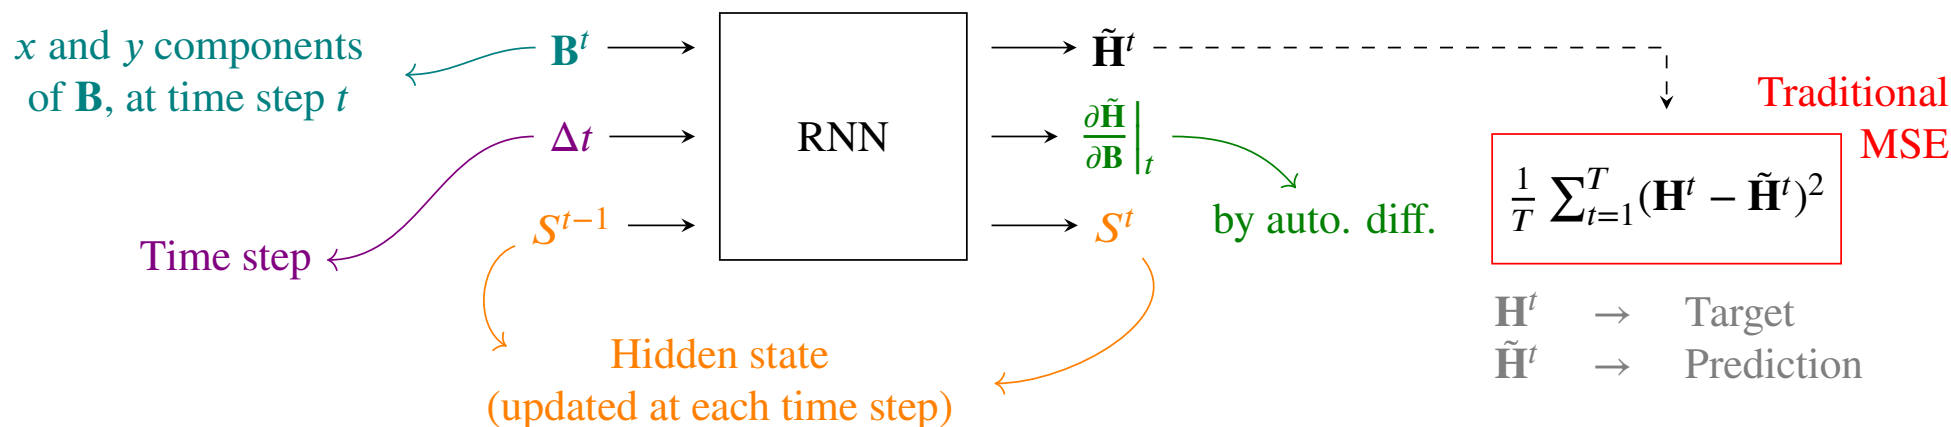 x and y components
of B, at time step t
B^t
Δt
Time step
S^{t−1}
Hidden state
(updated at each time step)
RNN
H̃^t
∂H̃/∂B|_t
S^t
by auto. diff.
Traditional
MSE
1/T ∑_{t=1}^{T}(H^t − H̃^t)^2
H^t → Target
H̃^t → Prediction